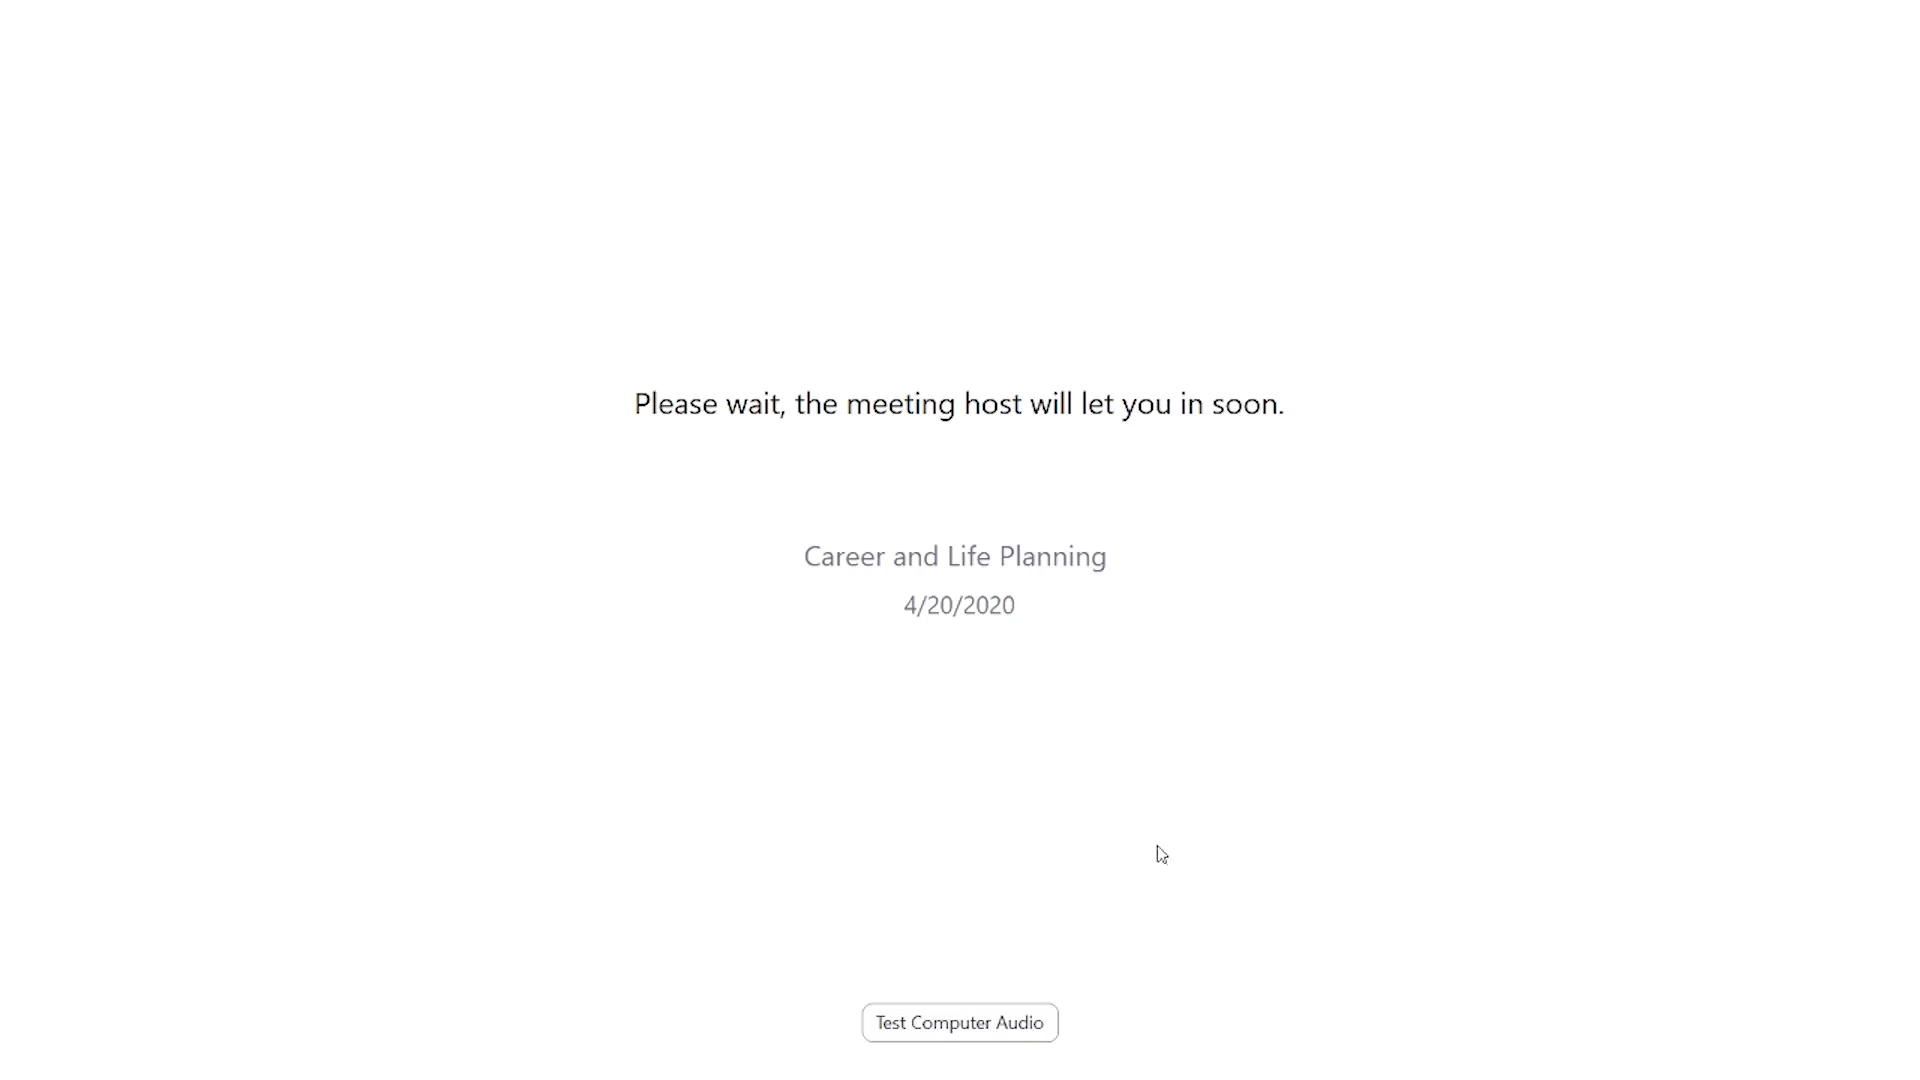 Please wait, the meeting host will let you in soon.
Career and Life Planning
4/20/2020
Test Computer Audio